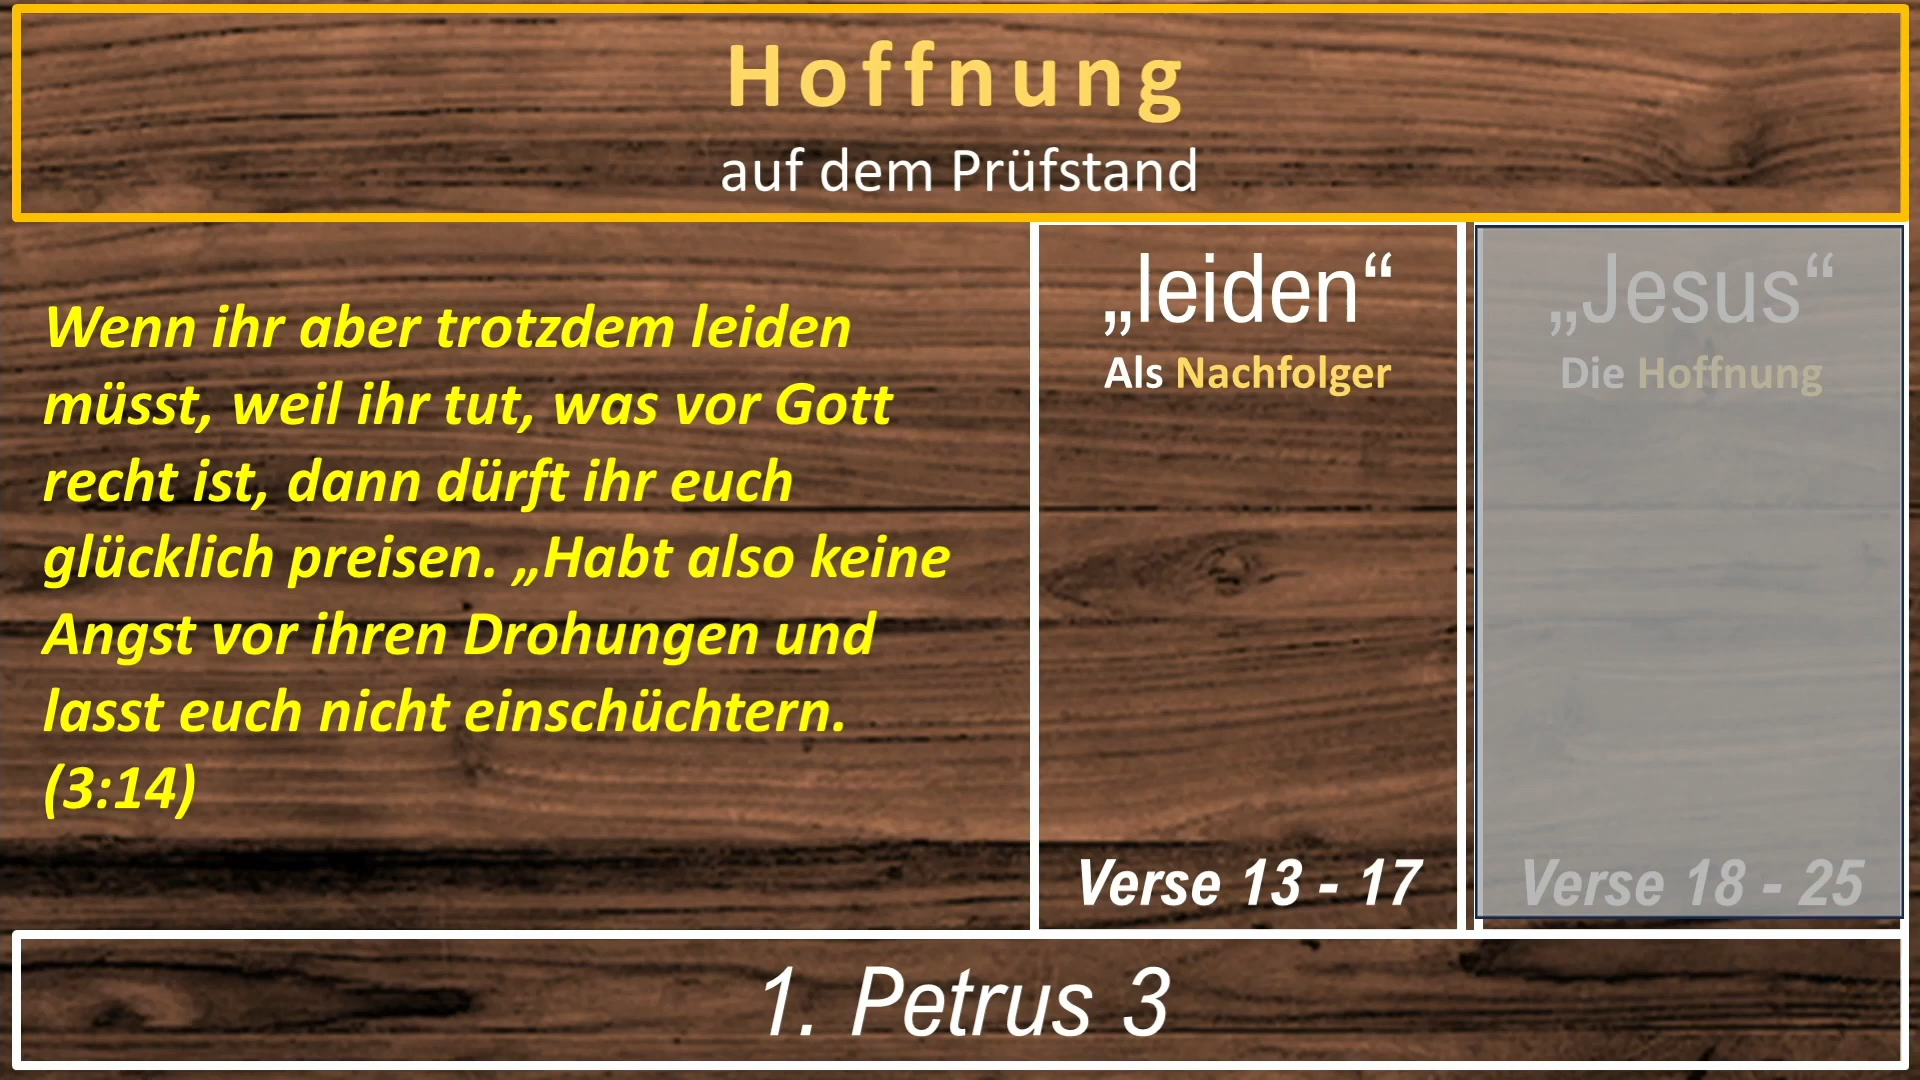 Hoffnung
auf dem Prüfstand
Wenn ihr aber trotzdem leiden
müsst, weil ihr tut, was vor Gott
recht ist, dann dürft ihr euch
glücklich preisen. „Habt also keine
Angst vor ihren Drohungen und
lasst euch nicht einschüchtern.
(3:14)
„leiden“
Als Nachfolger
Verse 13 - 17
„Jesus“
Die Hoffnung
Verse 18 - 25
1. Petrus 3